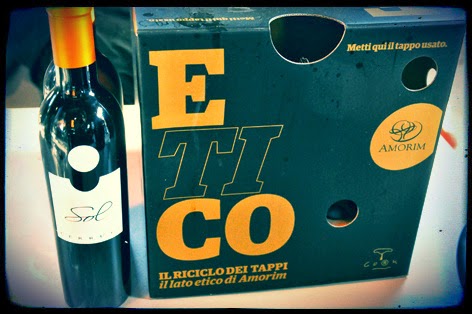 Metti qui il tappo usato.
E
TI
CO
AMORIM
IL RICICLO DEI TAPPI
il lato etico di Amorim
Sol